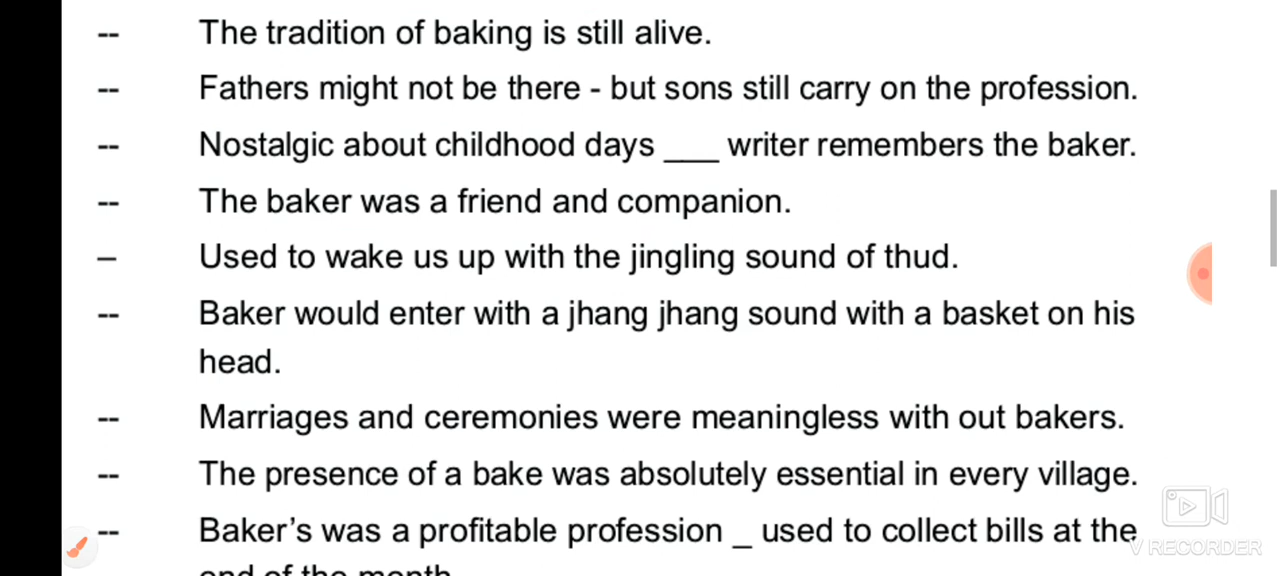 -- The tradition of baking is still alive.
-- Fathers might not be there - but sons still carry on the profession.
-- Nostalgic about childhood days ___ writer remembers the baker.
-- The baker was a friend and companion.
– Used to wake us up with the jingling sound of thud.
-- Baker would enter with a jhang jhang sound with a basket on his
head.
-- Marriages and ceremonies were meaningless with out bakers.
-- The presence of a bake was absolutely essential in every village.
-- Baker’s was a profitable profession _ used to collect bills at the
end of the month
V RECORDER